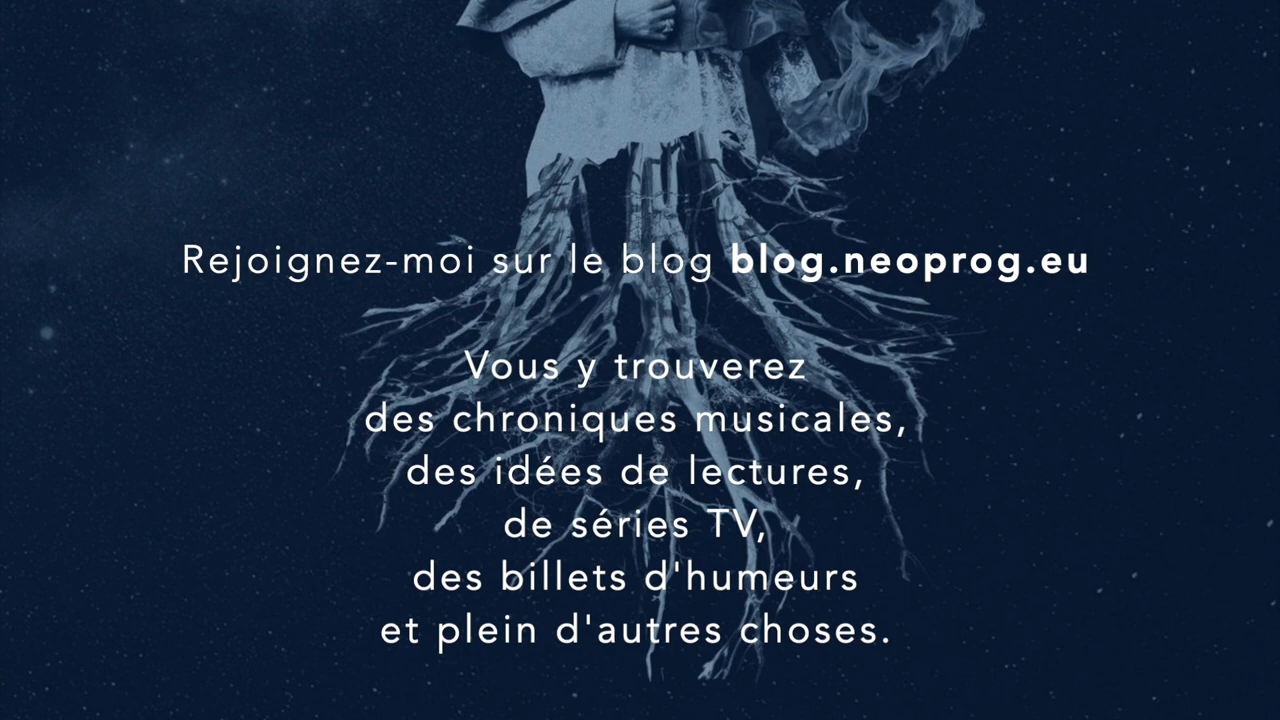 Rejoignez-moi sur le blog blog.neoprog.eu
Vous y trouverez
des chroniques musicales,
des idées de lectures,
de séries TV,
des billets d'humeurs
et plein d'autres choses.